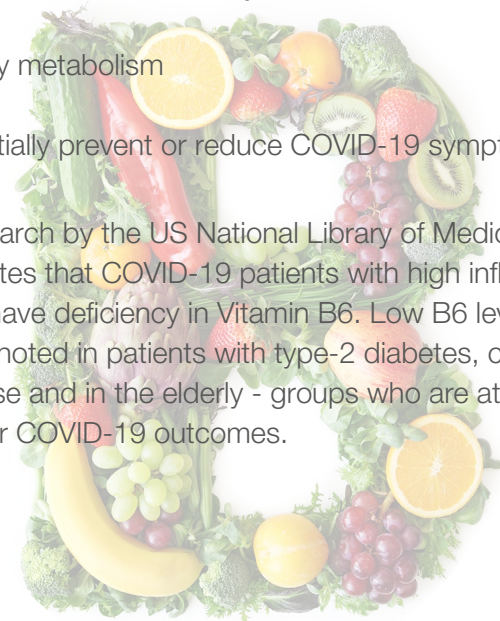 y metabolism
tially prevent or reduce COVID-19 sympt
arch by the US National Library of Medic
tes that COVID-19 patients with high infl
ave deficiency in Vitamin B6. Low B6 lev
noted in patients with type-2 diabetes, c
se and in the elderly - groups who are at
r COVID-19 outcomes.